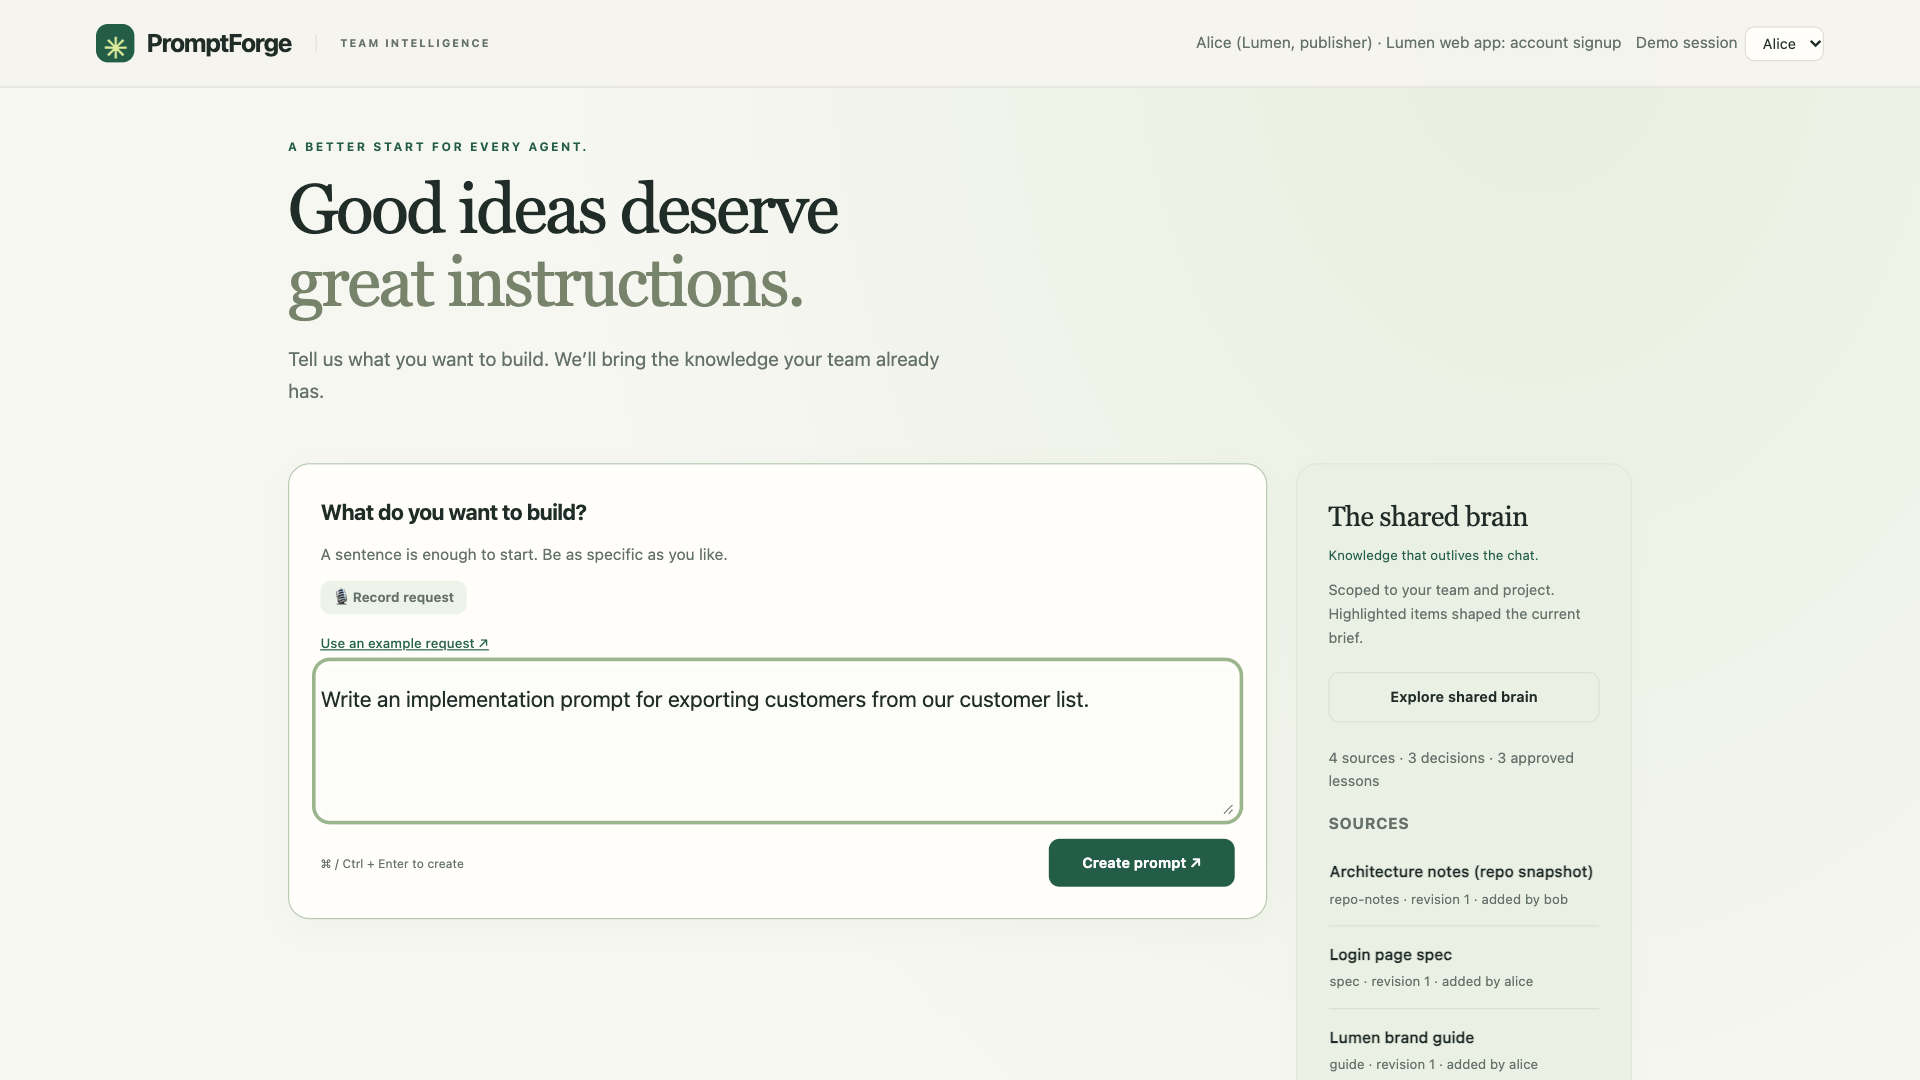 PromptForge
TEAM INTELLIGENCE
Alice (Lumen, publisher) · Lumen web app: account signup
Demo session
Alice
A BETTER START FOR EVERY AGENT.
Good ideas deserve
great instructions.
Tell us what you want to build. We’ll bring the knowledge your team already
has.
What do you want to build?
A sentence is enough to start. Be as specific as you like.
🎙️ Record request
Use an example request ↗
Write an implementation prompt for exporting customers from our customer list.
⌘ / Ctrl + Enter to create
Create prompt ↗
The shared brain
Knowledge that outlives the chat.
Scoped to your team and project.
Highlighted items shaped the current
brief.
Explore shared brain
4 sources · 3 decisions · 3 approved
lessons
SOURCES
Architecture notes (repo snapshot)
repo-notes · revision 1 · added by bob
Login page spec
spec · revision 1 · added by alice
Lumen brand guide
guide · revision 1 · added by alice